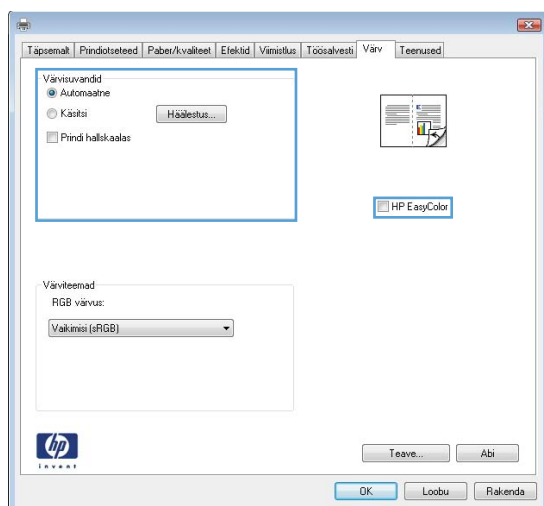 Täpsemalt Prindiotseteed Paber/kvaliteet Efektid Viimistlus Töösalvesti Värv Teenused
Värvisuvandid
Automaatne
Käsitsi Häälestus...
Prindi hallskaalas
HP EasyColor
Värviteemad
RGB värvus:
Vaikimisi (sRGB)
hp
invent
Teave... Abi
OK Loobu Rakenda